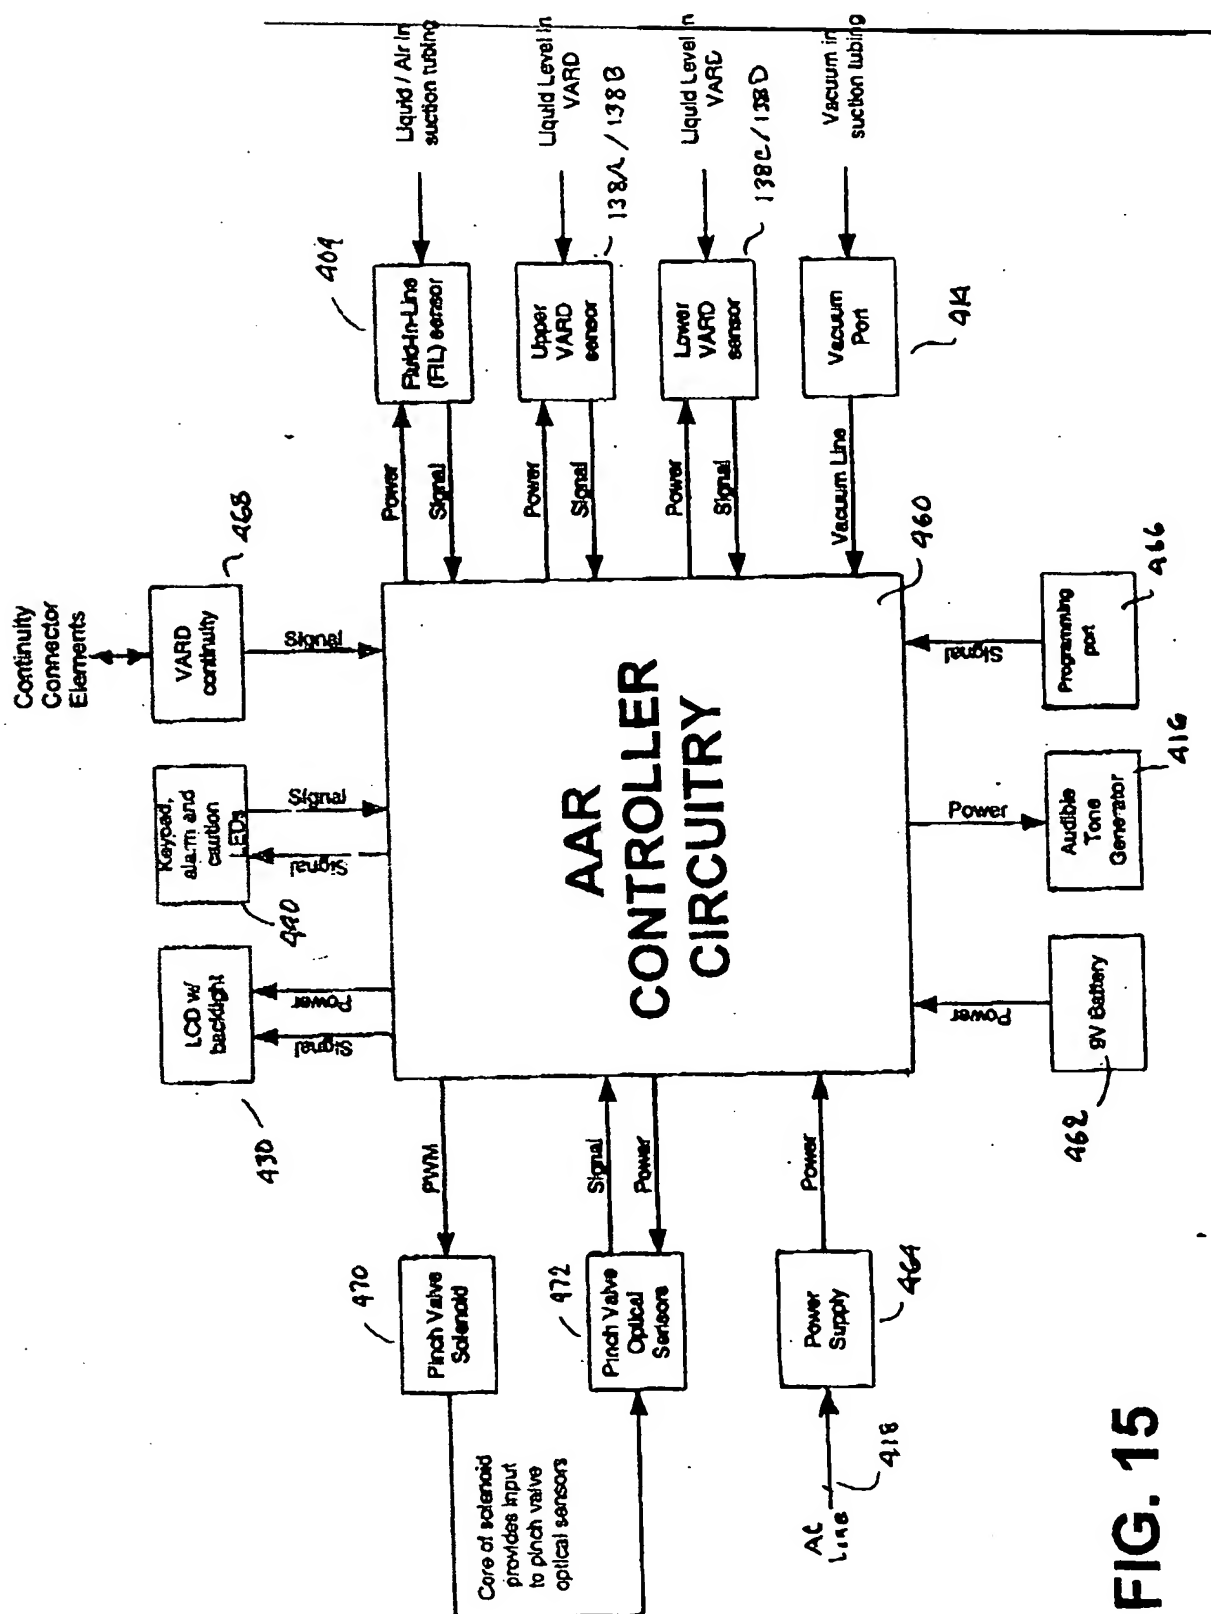 Liquid / Air in
suction tubing
Liquid Level in
VARD
Liquid Level in
VARD
Vacuum in
suction tubing
404
138A / 138B
138C / 138D
414
Fluid-In-Line
(FIL) sensor
Upper
VARD
sensor
Lower
VARD
sensor
Vacuum
Port
Power
Signal
Power
Signal
Power
Signal
Vacuum Line
460
Continuity
Connector
Elements
468
VARD
continuity
Signal
Keypad,
alarm and
caution
LEDs
440
Signal
Signal
LCD w/
backlight
430
Power
Signal
AAR
CONTROLLER
CIRCUITRY
Programming
port
466
Signal
Audible
Tone
Generator
416
Power
9V Battery
462
Power
PWM
Signal
Power
Power
470
Pinch Valve
Solenoid
472
Pinch Valve
Optical
Sensors
464
Power
Supply
Core of solenoid
provides input
to pinch valve
optical sensors
AC
Line
418
FIG. 15